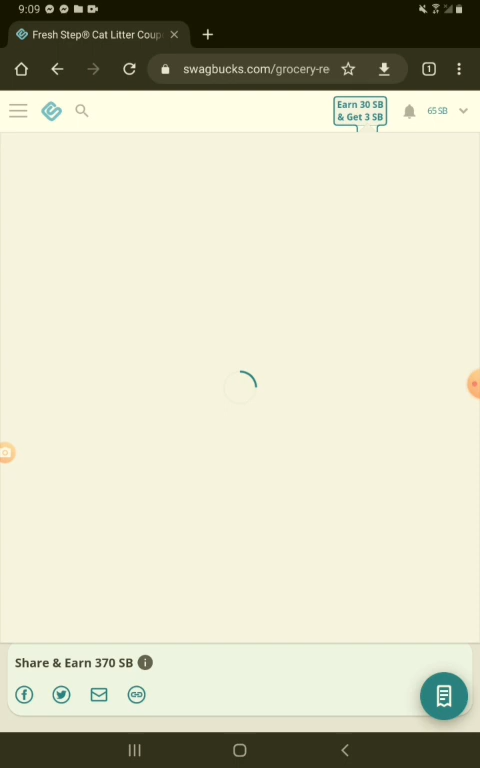 9:09
Fresh Step® Cat Litter Coup
swagbucks.com/grocery-re
1
Earn 30 SB
& Get 3 SB
65 SB
Share & Earn 370 SB